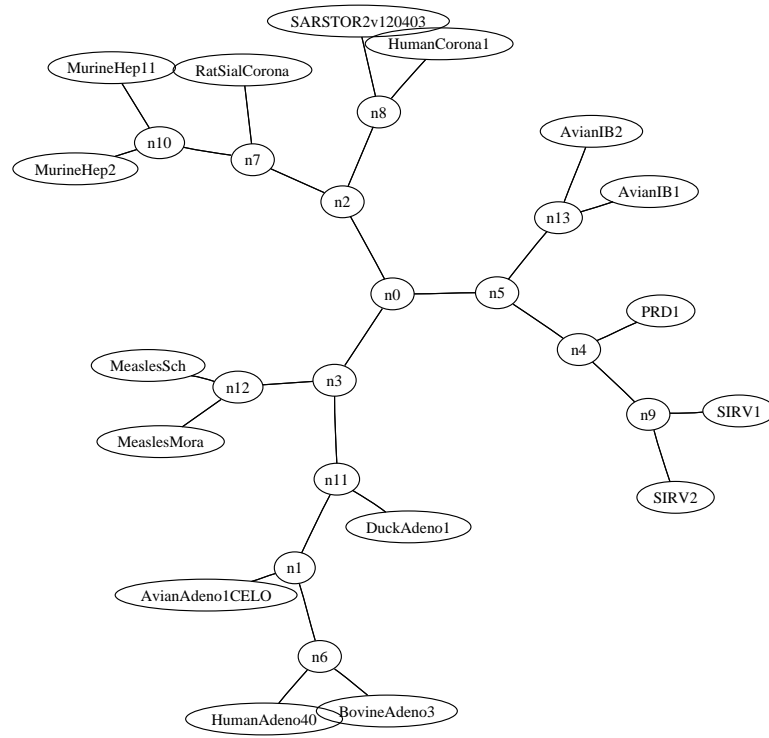 SARSTOR2v120403
HumanCorona1
MurineHep11
RatSialCorona
n8
AvianIB2
n10
n7
MurineHep2
AvianIB1
n2
n13
n0
n5
PRD1
n4
MeaslesSch
n3
n12
SIRV1
n9
MeaslesMora
n11
SIRV2
DuckAdeno1
n1
AvianAdeno1CELO
n6
HumanAdeno40
BovineAdeno3